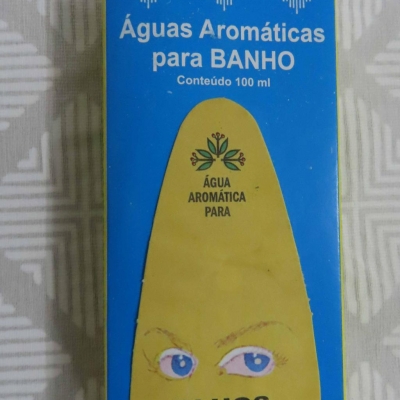 Águas Aromáticas
para BANHO
Conteúdo 100 ml
ÁGUA
AROMÁTICA
PARA